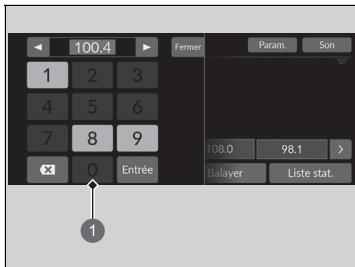 100,4 Fermer Param. Son
"ST"
1 2 3
4 5 6
7 8 9
108.0 98.1
0 Entrée Balayer Liste stat.
1